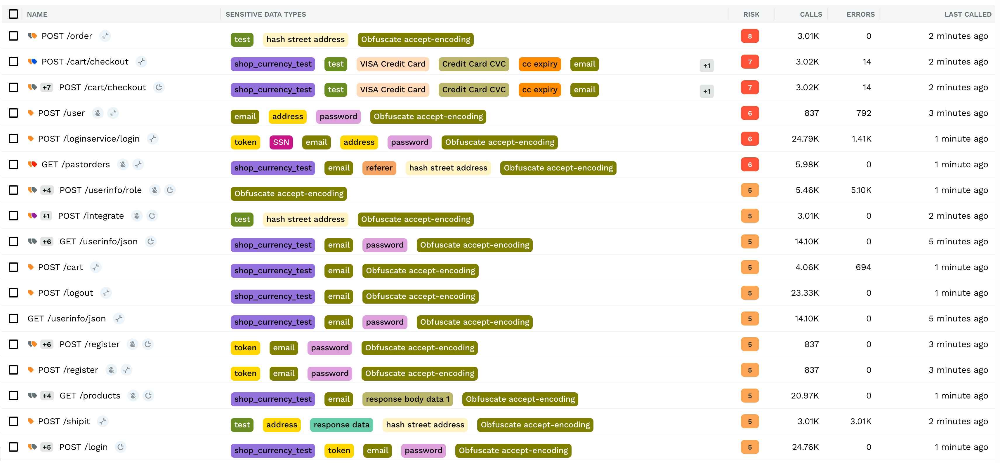 NAME SENSITIVE DATA TYPES RISK CALLS ERRORS LAST CALLED
POST /order test hash street address Obfuscate accept-encoding 8 3.01K 0 2 minutes ago
POST /cart/checkout shop_currency_test test VISA Credit Card Credit Card CVC cc expiry email +1 7 3.02K 14 2 minutes ago
+7 POST /cart/checkout shop_currency_test test VISA Credit Card Credit Card CVC cc expiry email +1 7 3.02K 14 2 minutes ago
POST /user email address password Obfuscate accept-encoding 6 837 792 3 minutes ago
POST /loginservice/login token SSN email address password Obfuscate accept-encoding 6 24.79K 1.41K 1 minute ago
GET /pastorders shop_currency_test email referer hash street address Obfuscate accept-encoding 6 5.98K 0 1 minute ago
+4 POST /userinfo/role Obfuscate accept-encoding 5 5.46K 5.10K 1 minute ago
+1 POST /integrate test hash street address Obfuscate accept-encoding 5 3.01K 0 2 minutes ago
+6 GET /userinfo/json shop_currency_test email password Obfuscate accept-encoding 5 14.10K 0 5 minutes ago
POST /cart shop_currency_test email Obfuscate accept-encoding 5 4.06K 694 1 minute ago
POST /logout shop_currency_test email Obfuscate accept-encoding 5 23.33K 0 1 minute ago
GET /userinfo/json shop_currency_test email password Obfuscate accept-encoding 5 14.10K 0 5 minutes ago
+6 POST /register token email password Obfuscate accept-encoding 5 837 0 3 minutes ago
POST /register token email password Obfuscate accept-encoding 5 837 0 3 minutes ago
+4 GET /products shop_currency_test email response body data 1 Obfuscate accept-encoding 5 20.97K 0 1 minute ago
POST /shipit test address response data hash street address Obfuscate accept-encoding 5 3.01K 3.01K 2 minutes ago
+5 POST /login shop_currency_test token email password Obfuscate accept-encoding 5 24.76K 0 1 minute ago